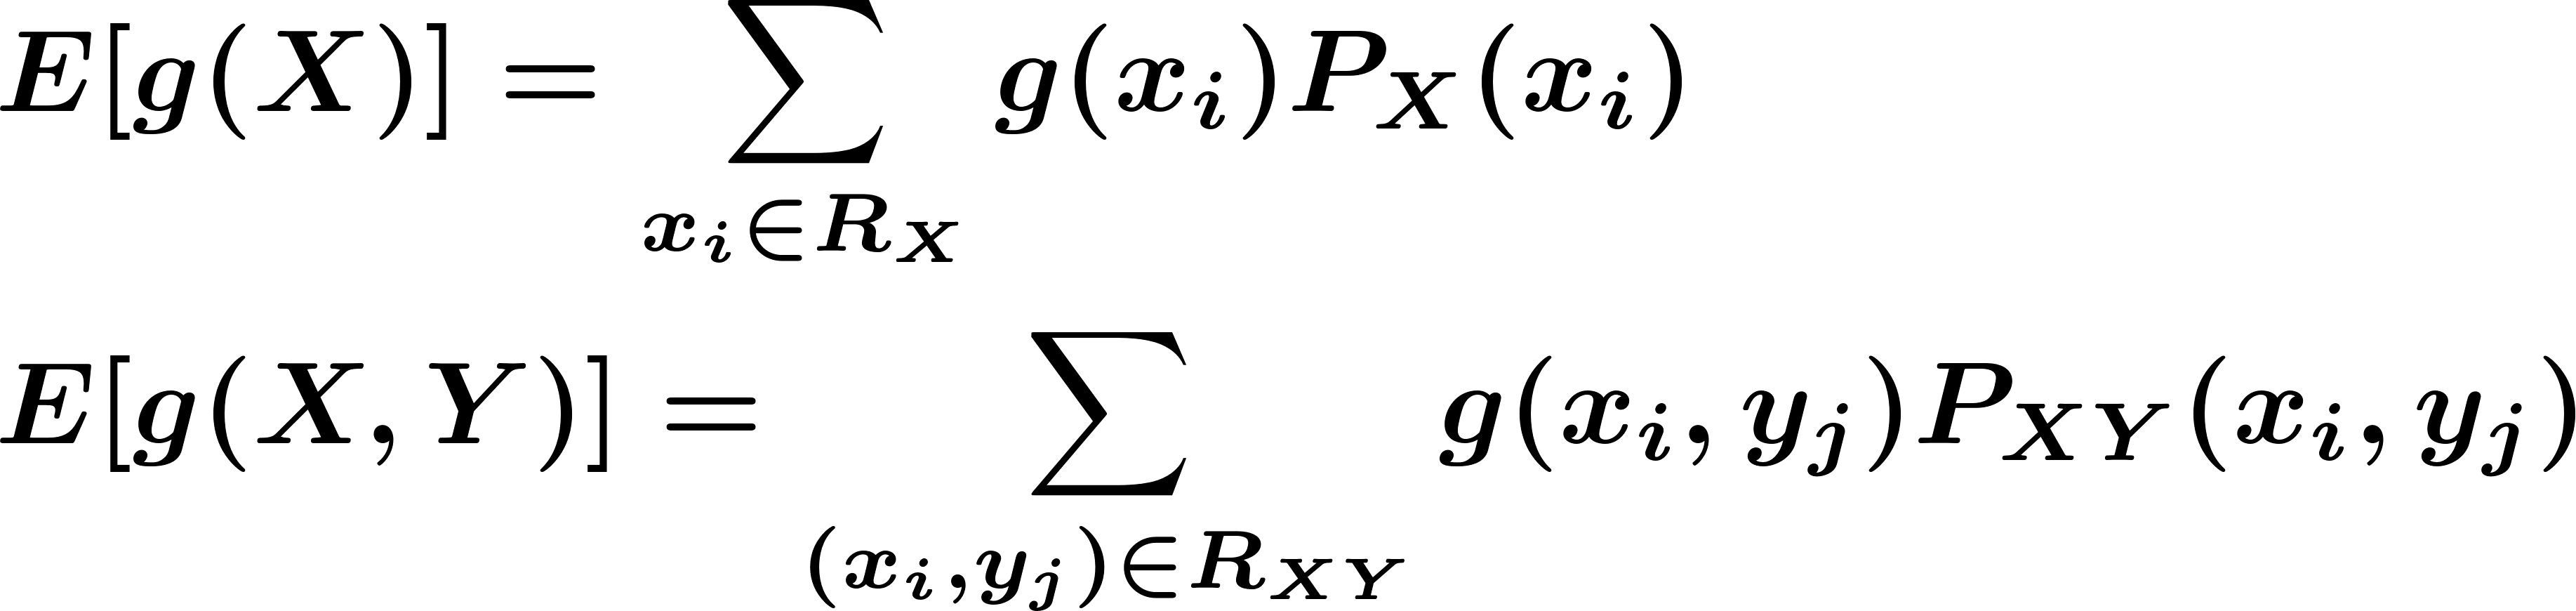 E[g(X)] = ∑_{x_i∈R_X} g(x_i)P_X(x_i)
E[g(X,Y)] = ∑_{(x_i,y_j)∈R_{XY}} g(x_i,y_j)P_{XY}(x_i,y_j)